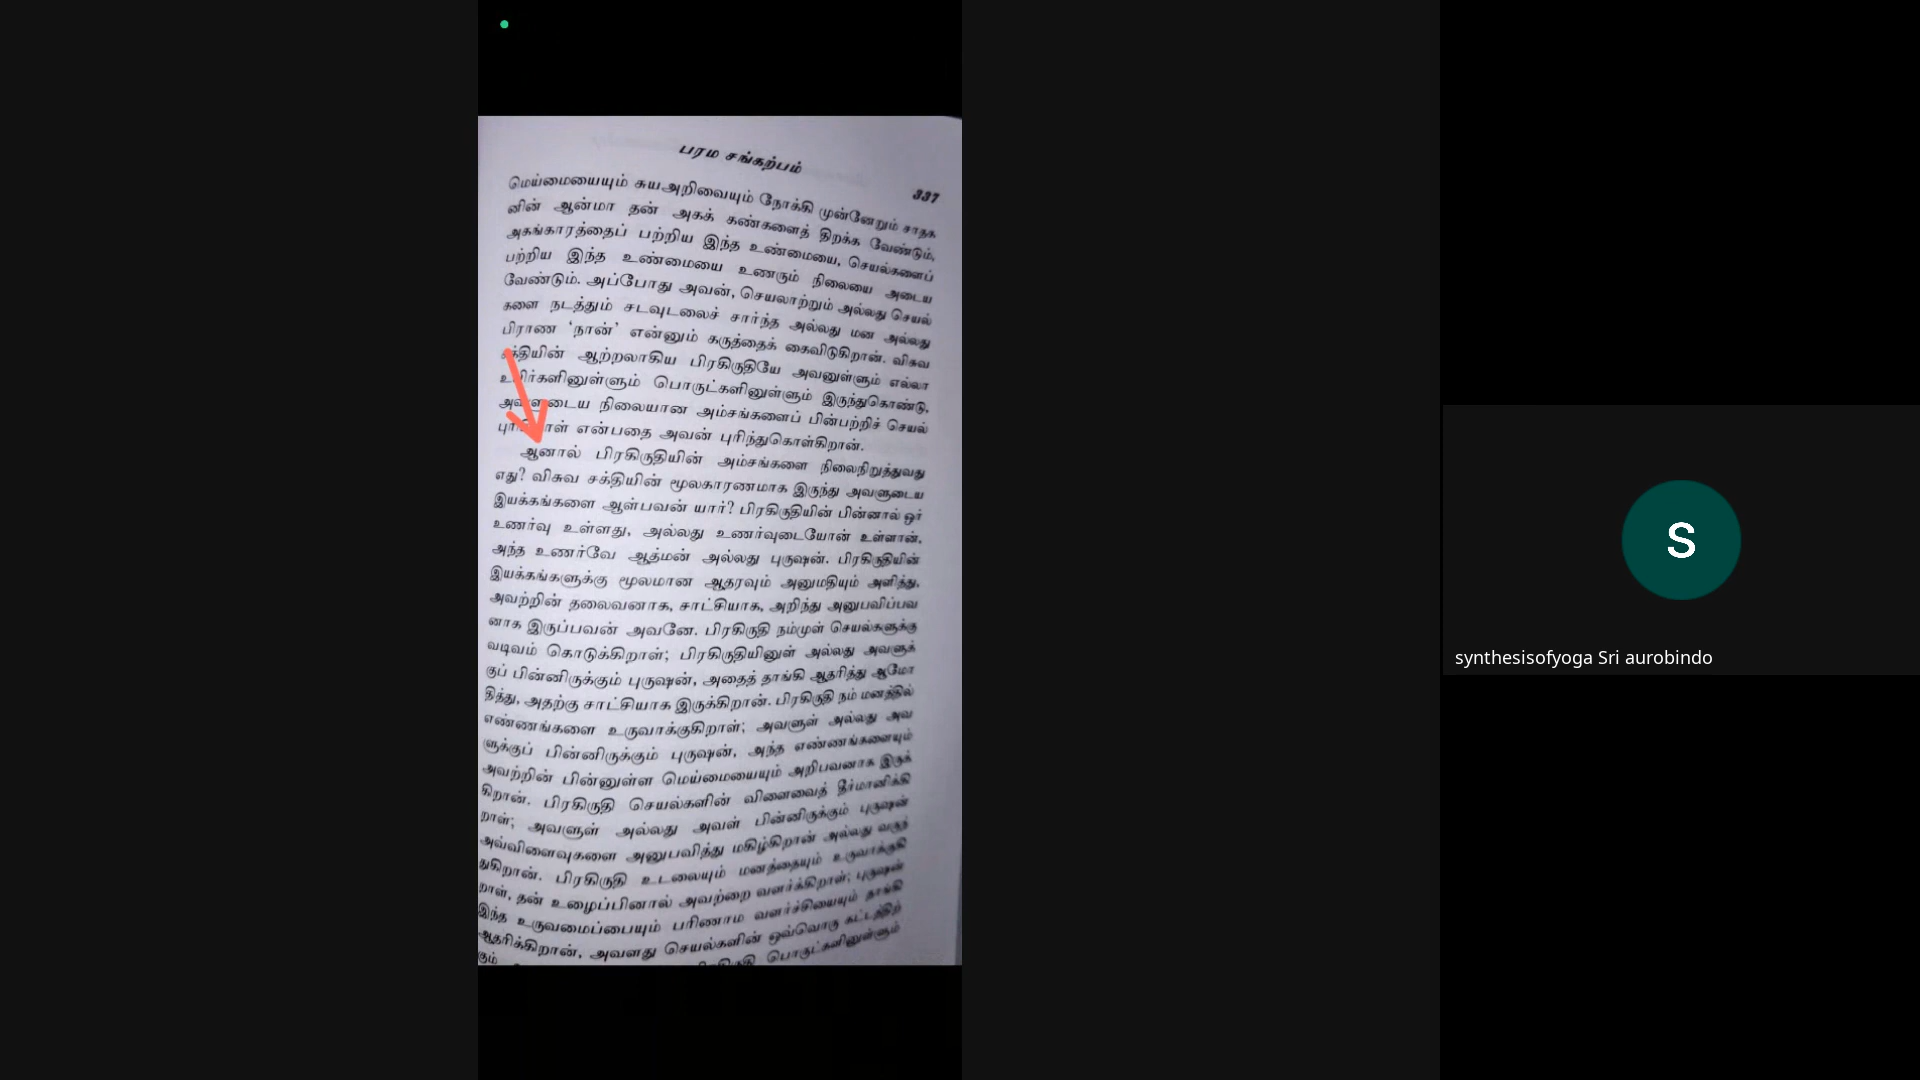 பரம சங்கற்பம்
337
மெய்மையையும் சுயஅறிவையும் நோக்கி முன்னேறும் சாதக
னின் ஆன்மா தன் அகக் கண்களைத் திறக்க வேண்டும்,
அகங்காரத்தைப் பற்றிய இந்த உண்மையை, செயல்களைப்
பற்றிய இந்த உண்மையை உணரும் நிலையை அடைய
வேண்டும். அப்போது அவன், செயலாற்றும் அல்லது செயல்
களை நடத்தும் சடவுடலைச் சார்ந்த அல்லது மன அல்லது
பிராண ‘நான்’ என்னும் கருத்தைக் கைவிடுகிறான். விசுவ
சக்தியின் ஆற்றலாகிய பிரகிருதியே அவனுள்ளும் எல்லா
உயிர்களினுள்ளும் பொருட்களினுள்ளும் இருந்துகொண்டு,
அவளுடைய நிலையான அம்சங்களைப் பின்பற்றிச் செயல்
புரிகிறாள் என்பதை அவன் புரிந்துகொள்கிறான்.
ஆனால் பிரகிருதியின் அம்சங்களை நிலைநிறுத்துவது
எது? விசுவ சக்தியின் மூலகாரணமாக இருந்து அவளுடைய
இயக்கங்களை ஆள்பவன் யார்? பிரகிருதியின் பின்னால் ஓர்
உணர்வு உள்ளது, அல்லது உணர்வுடையோன் உள்ளான்.
அந்த உணர்வே ஆத்மன் அல்லது புருஷன். பிரகிருதியின்
இயக்கங்களுக்கு மூலமான ஆதரவும் அனுமதியும் அளித்து,
அவற்றின் தலைவனாக, சாட்சியாக, அறிந்து அனுபவிப்பவ
னாக இருப்பவன் அவனே. பிரகிருதி நம்முள் செயல்களுக்கு
வடிவம் கொடுக்கிறாள்; பிரகிருதியினுள் அல்லது அவளுக்
குப் பின்னிருக்கும் புருஷன், அதைத் தாங்கி ஆதரித்து ஆமோ
தித்து, அதற்கு சாட்சியாக இருக்கிறான். பிரகிருதி நம் மனத்தில்
எண்ணங்களை உருவாக்குகிறாள்; அவளுள் அல்லது அவ
ளுக்குப் பின்னிருக்கும் புருஷன், அந்த எண்ணங்களையும்
அவற்றின் பின்னுள்ள மெய்மையையும் அறிபவனாக இருக்
கிறான். பிரகிருதி செயல்களின் விளைவைத் தீர்மானிக்கி
றாள்; அவளுள் அல்லது அவள் பின்னிருக்கும் புருஷன்
அவ்விளைவுகளை அனுபவித்து மகிழ்கிறான் அல்லது வருந்
துகிறான். பிரகிருதி உடலையும் மனத்தையும் உருவாக்குகி
றாள், தன் உழைப்பினால் அவற்றை வளர்க்கிறாள்; புருஷன்
இந்த உருவமைப்பையும் பரிணாம வளர்ச்சியையும் தாங்கி
ஆதரிக்கிறான், அவளது செயல்களின் ஒவ்வொரு கட்டத்திற்
கும் பொருட்களினுள்ளும்
S
synthesisofyoga Sri aurobindo